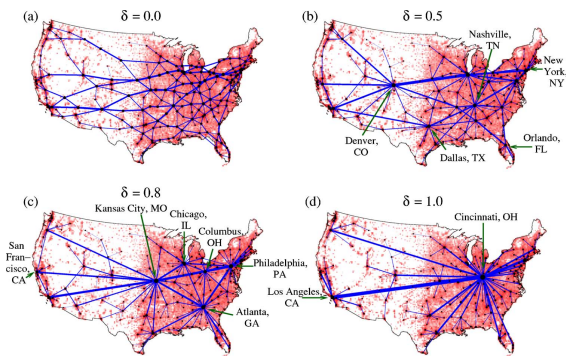 (a) δ = 0.0
(b) δ = 0.5
Nashville,
TN
New
York
NY
Denver,
CO
Dallas, TX
Orlando,
FL
(c) δ = 0.8
Kansas City, MO
Chicago,
IL
Columbus,
OH
San
Fran-
cisco,
CA
Philadelphia,
PA
Atlanta,
GA
(d) δ = 1.0
Cincinnati, OH
Los Angeles,
CA